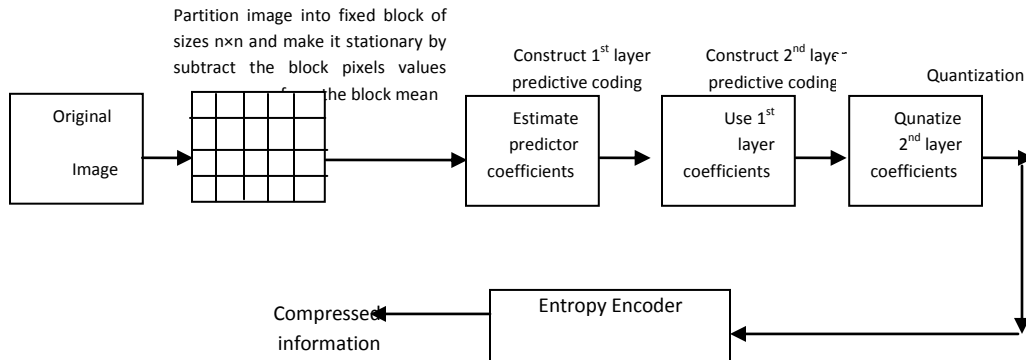 Partition image into fixed block of
sizes n×n and make it stationary by
subtract the block pixels values
the block mean
Construct 1st layer
predictive coding
Construct 2nd laye
predictive coding
Quantization
Original
Image
Estimate
predictor
coefficients
Use 1st
layer
coefficients
Qunatize
2nd layer
coefficients
Entropy Encoder
Compressed
information